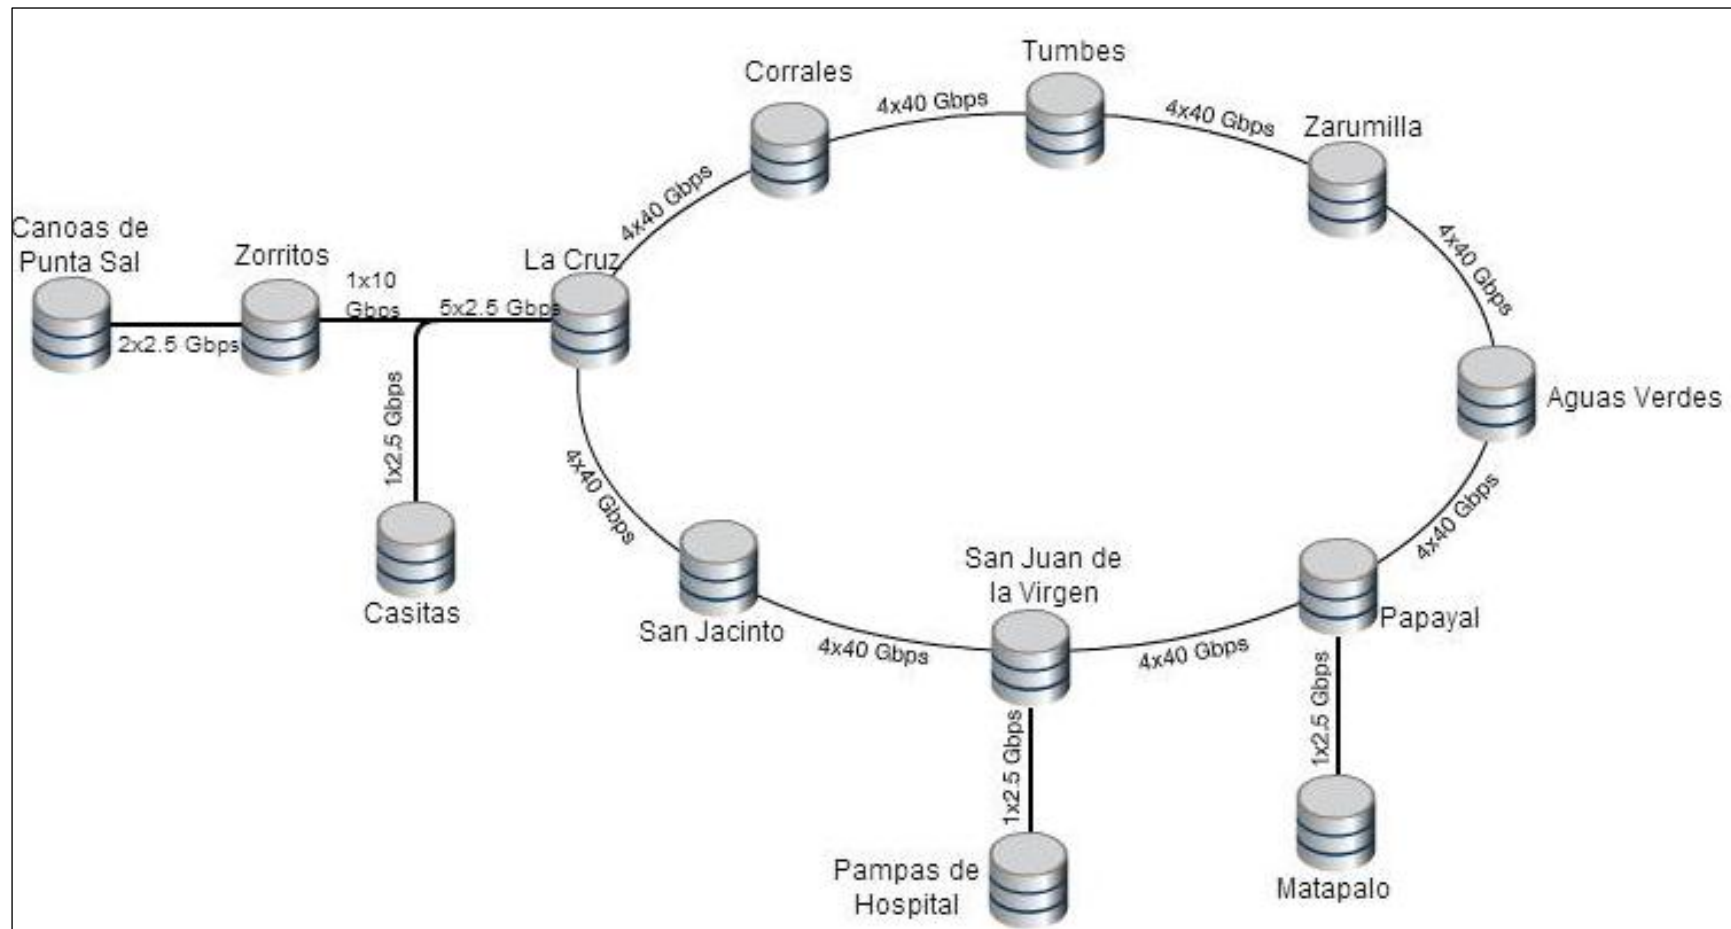 Tumbes
Corrales
4x40 Gbps
4x40 Gbps
Zarumilla
4x40 Gbps
Canoas de
Punta Sal
Zorritos
La Cruz
1x10
Gbps
5x2.5 Gbps
2x2.5 Gbps
4x40 Gbps
Aguas Verdes
1x2.5 Gbps
4x40 Gbps
4x40 Gbps
Casitas
San Jacinto
San Juan de
la Virgen
Papayal
4x40 Gbps
4x40 Gbps
1x2.5 Gbps
1x2.5 Gbps
Pampas de
Hospital
Matapalo